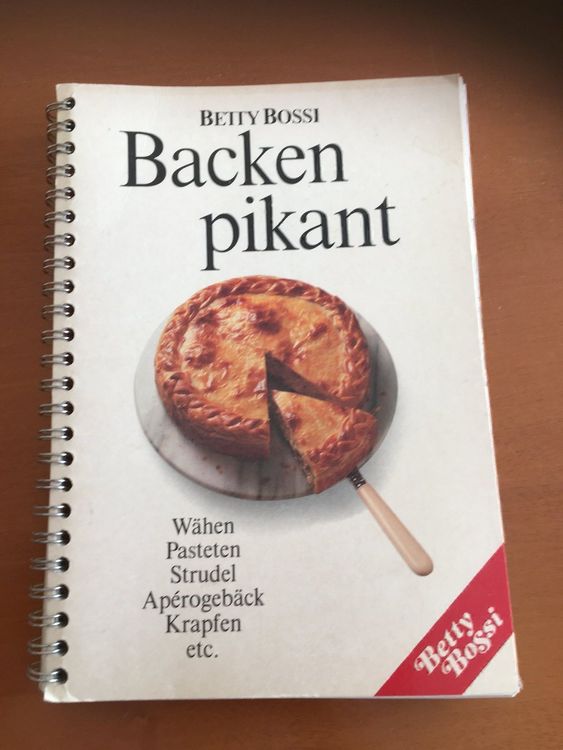 BETTY BOSSI
Backen
pikant
Wähen
Pasteten
Strudel
Apérogebäck
Krapfen
etc.
Betty
Bossi